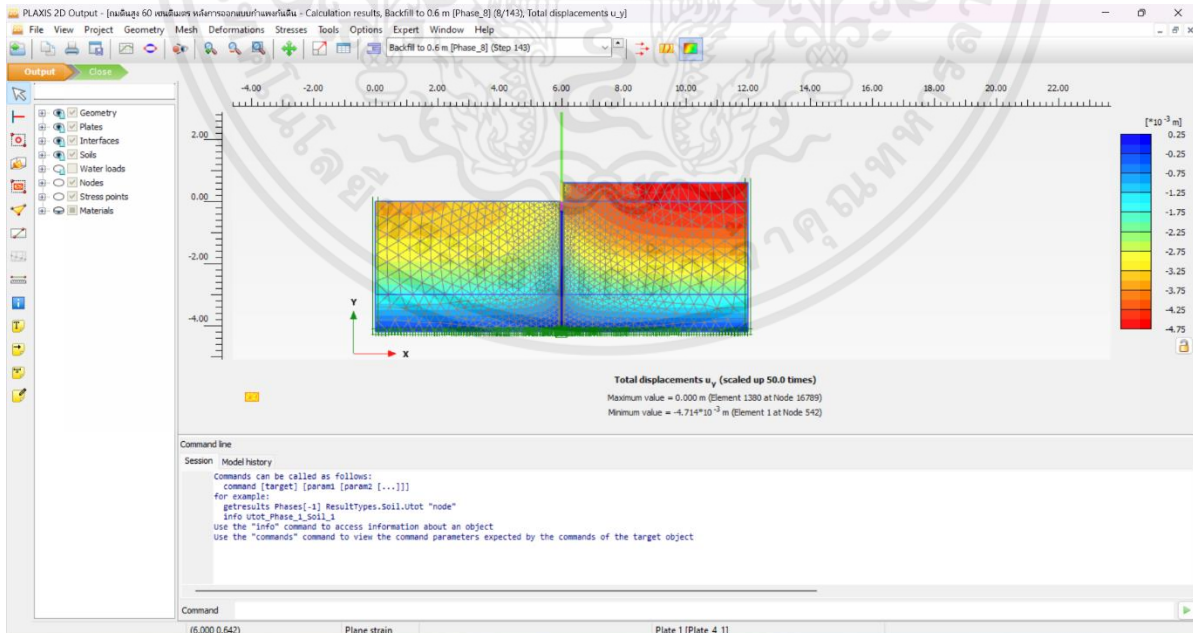 PLAXIS 2D Output - [ถมดินสูง 60 เซนติเมตร หลังการออกแบบกำแพงกันดิน - Calculation results, Backfill to 0.6 m [Phase_8] (8/143), Total displacements u_y]
File View Project Geometry Mesh Deformations Stresses Tools Options Expert Window Help
Backfill to 0.6 m [Phase_8] (Step 143)
Output Close
-4.00 -2.00 0.00 2.00 4.00 6.00 8.00 10.00 12.00 14.00 16.00 18.00 20.00 22.00
Geometry
Plates
Interfaces
Soils
Water loads
Nodes
Stress points
Materials
2.00
0.00
-2.00
-4.00
Y
X
[*10 -3 m]
0.25
-0.25
-0.75
-1.25
-1.75
-2.25
-2.75
-3.25
-3.75
-4.25
-4.75
Total displacements u y (scaled up 50.0 times)
Maximum value = 0.000 m (Element 1380 at Node 16789)
Minimum value = -4.714*10 -3 m (Element 1 at Node 542)
Command line
Session Model history
Commands can be called as follows:
command [target] [param1 [param2 [...]]]
for example:
getresults Phases[-1] ResultTypes.Soil.Utot "node"
info Utot_Phase_1_Soil_1
Use the "info" command to access information about an object
Use the "commands" command to view the command parameters expected by the commands of the target object
Command
(6.000 0.642) Plane strain Plate 1 [Plate_4_1]